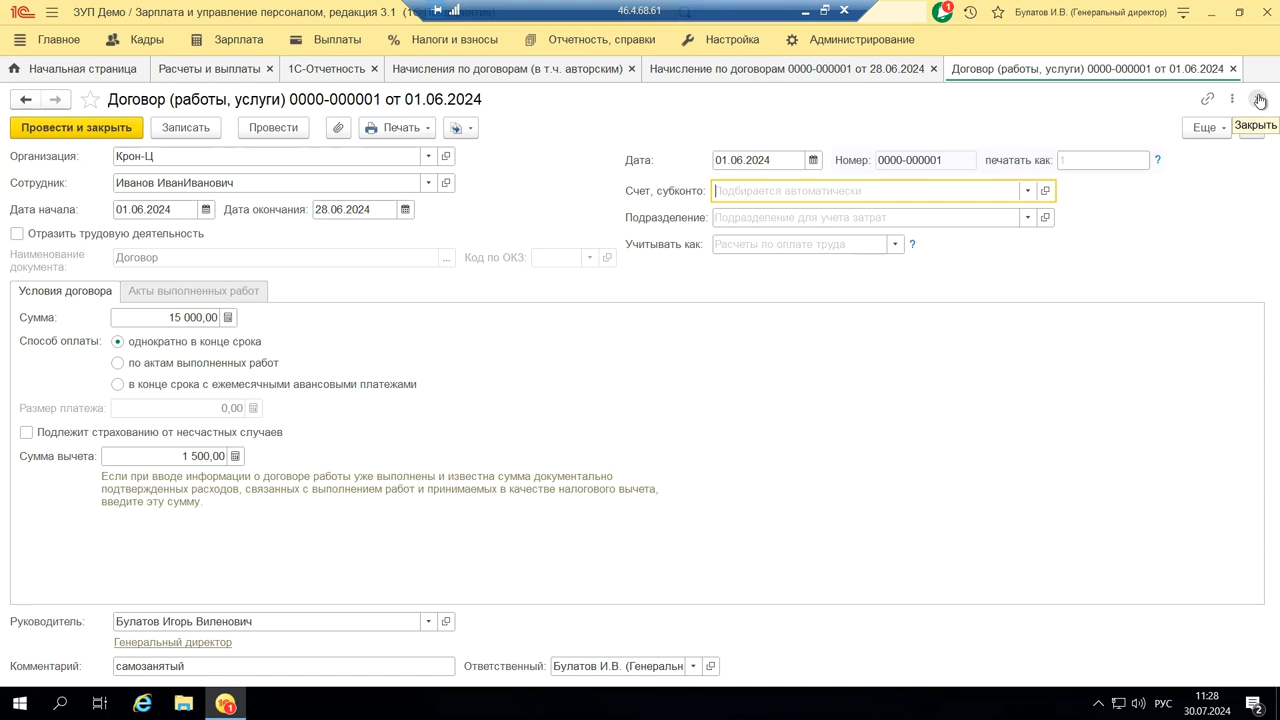 ЗУП Демо / Зарплата и управление персоналом, редакция 3.1 (1С
46.4.68.61
1
Булатов И.В. (Генеральный директор)
Главное
Кадры
Зарплата
Выплаты
Налоги и взносы
Отчетность, справки
Настройка
Администрирование
Начальная страница
Расчеты и выплаты ×
1С-Отчетность ×
Начисления по договорам (в т.ч. авторским) ×
Начисление по договорам 0000-000001 от 28.06.2024 ×
Договор (работы, услуги) 0000-000001 от 01.06.2024 ×
Договор (работы, услуги) 0000-000001 от 01.06.2024
Провести и закрыть
Записать
Провести
Печать
Еще
Закрыть
Организация: Крон-Ц
Дата: 01.06.2024 Номер: 0000-000001 печатать как: 1 ?
Сотрудник: Иванов ИванИванович
Счет, субконто: Подбирается автоматически
Дата начала: 01.06.2024 Дата окончания: 28.06.2024
Подразделение: Подразделение для учета затрат
Отразить трудовую деятельность
Учитывать как: Расчеты по оплате труда ?
Наименование
документа:
Договор ...
Код по ОКЗ:
Условия договора
Акты выполненных работ
Сумма: 15 000,00
Способ оплаты: однократно в конце срока
по актам выполненных работ
в конце срока с ежемесячными авансовыми платежами
Размер платежа: 0,00
Подлежит страхованию от несчастных случаев
Сумма вычета: 1 500,00
Если при вводе информации о договоре работы уже выполнены и известна сумма документально
подтвержденных расходов, связанных с выполнением работ и принимаемых в качестве налогового вычета,
введите эту сумму.
Руководитель: Булатов Игорь Виленович
Генеральный директор
Комментарий: самозанятый
Ответственный: Булатов И.В. (Генеральн
1
РУС
11:28
30.07.2024
2